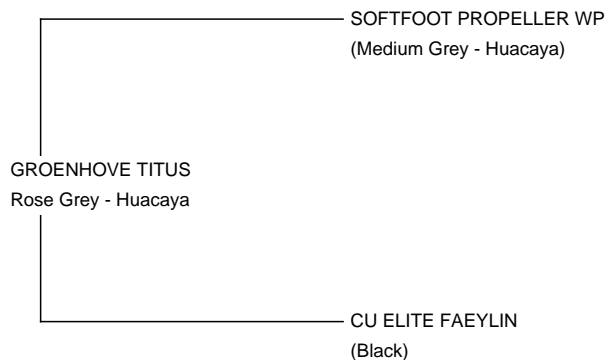 SOFTFOOT PROPELLER WP
(Medium Grey - Huacaya)
GROENHOVE TITUS
Rose Grey - Huacaya
CU ELITE FAEYLIN
(Black)